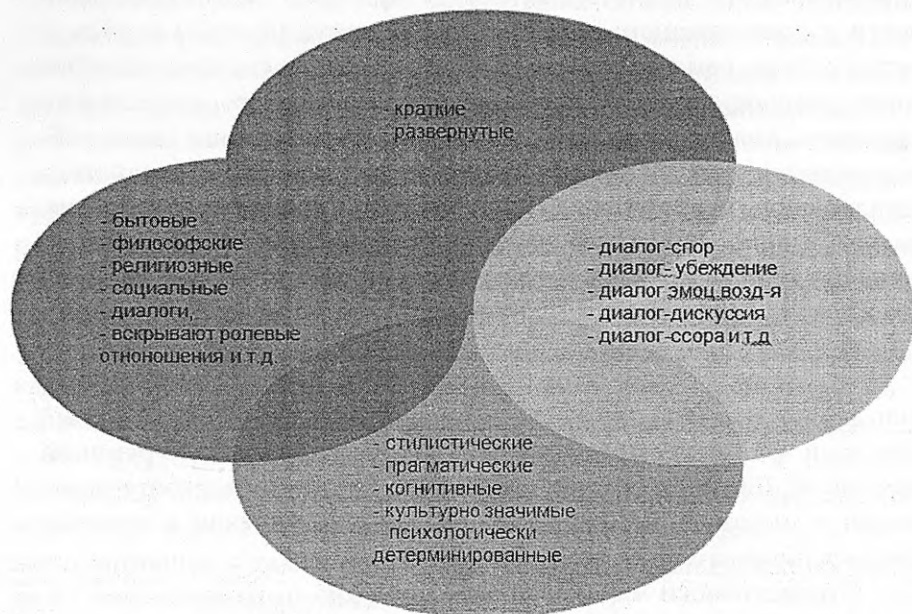 - краткие
- развернутые
- бытовые
- философские
- религиозные
- социальные
- диалоги,
- вскрывают ролевые
отноношения и т.д
- диалог-спор
- диалог- убеждение
- диалог эмоц.возд-я
- диалог-дискуссия
- диалог-ссора и т.д
- стилистические
- прагматические
- когнитивные
- культурно значимые
психологически
детерминированные